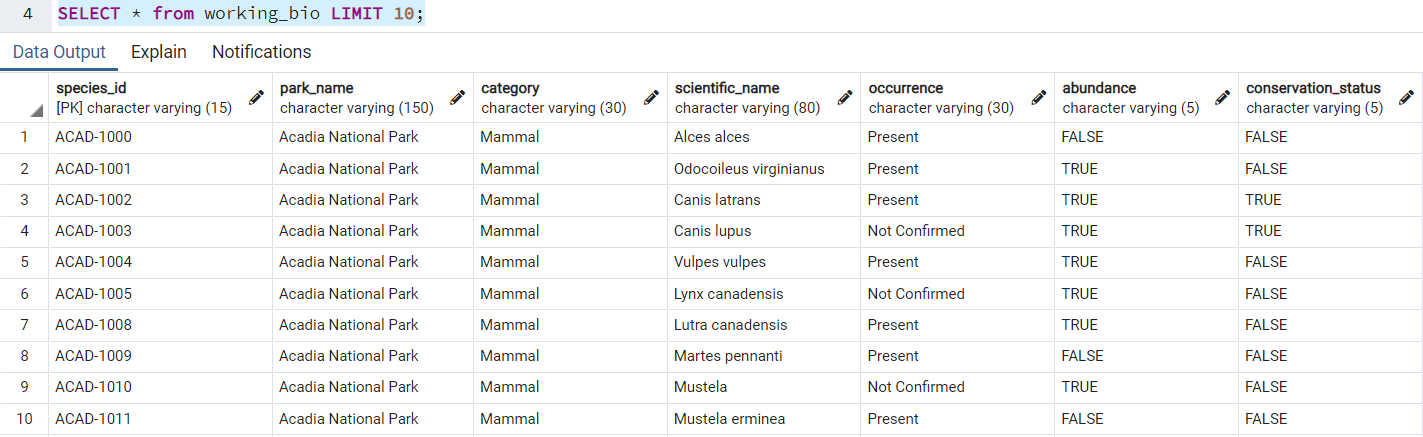 4 SELECT * from working_bio LIMIT 10;
Data Output Explain Notifications
species_id park_name category scientific_name occurrence abundance conservation_status
[PK] character varying (15) character varying (150) character varying (30) character varying (80) character varying (30) character varying (5) character varying (5)
1 ACAD-1000 Acadia National Park Mammal Alces alces Present FALSE FALSE
2 ACAD-1001 Acadia National Park Mammal Odocoileus virginianus Present TRUE FALSE
3 ACAD-1002 Acadia National Park Mammal Canis latrans Present TRUE TRUE
4 ACAD-1003 Acadia National Park Mammal Canis lupus Not Confirmed TRUE TRUE
5 ACAD-1004 Acadia National Park Mammal Vulpes vulpes Present TRUE FALSE
6 ACAD-1005 Acadia National Park Mammal Lynx canadensis Not Confirmed TRUE FALSE
7 ACAD-1008 Acadia National Park Mammal Lutra canadensis Present TRUE FALSE
8 ACAD-1009 Acadia National Park Mammal Martes pennanti Present FALSE FALSE
9 ACAD-1010 Acadia National Park Mammal Mustela Not Confirmed TRUE FALSE
10 ACAD-1011 Acadia National Park Mammal Mustela erminea Present FALSE FALSE